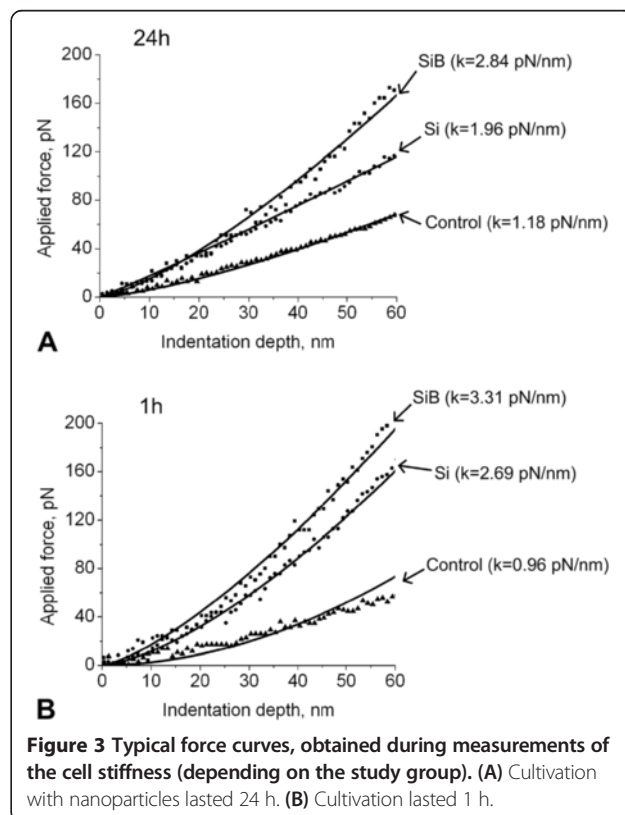 24h
200
160
120
80
40
0
Applied force, pN
0 10 20 30 40 50 60
Indentation depth, nm
SiB (k=2.84 pN/nm)
Si (k=1.96 pN/nm)
Control (k=1.18 pN/nm)
A
1h
200
160
120
80
40
0
Applied force, pN
0 10 20 30 40 50 60
Indentation depth, nm
SiB (k=3.31 pN/nm)
Si (k=2.69 pN/nm)
Control (k=0.96 pN/nm)
B
Figure 3 Typical force curves, obtained during measurements of
the cell stiffness (depending on the study group). (A) Cultivation
with nanoparticles lasted 24 h. (B) Cultivation lasted 1 h.